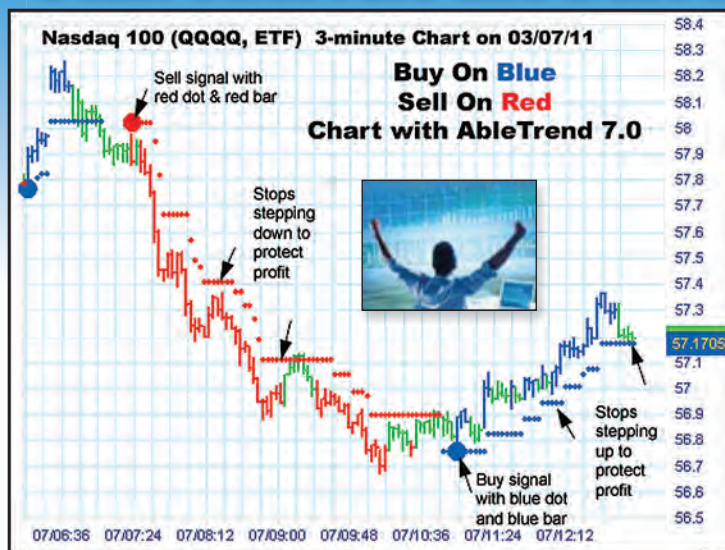 Nasdaq 100 (QQQQ, ETF) 3-minute Chart on 03/07/11
Buy On Blue
Sell On Red
Chart with AbleTrend 7.0
Sell signal with
red dot & red bar
Stops
stepping
down to
protect
profit
Stops
stepping
up to
protect
profit
Buy signal
with blue dot
and blue bar
58.4
58.3
58.2
58.1
58
57.9
57.8
57.7
57.6
57.5
57.4
57.3
57.1705
57.1
57
56.9
56.8
56.7
56.6
56.5
07/06:36 07/07:24 07/08:12 07/09:00 07/09:48 07/10:36 07/11:24 07/12:12